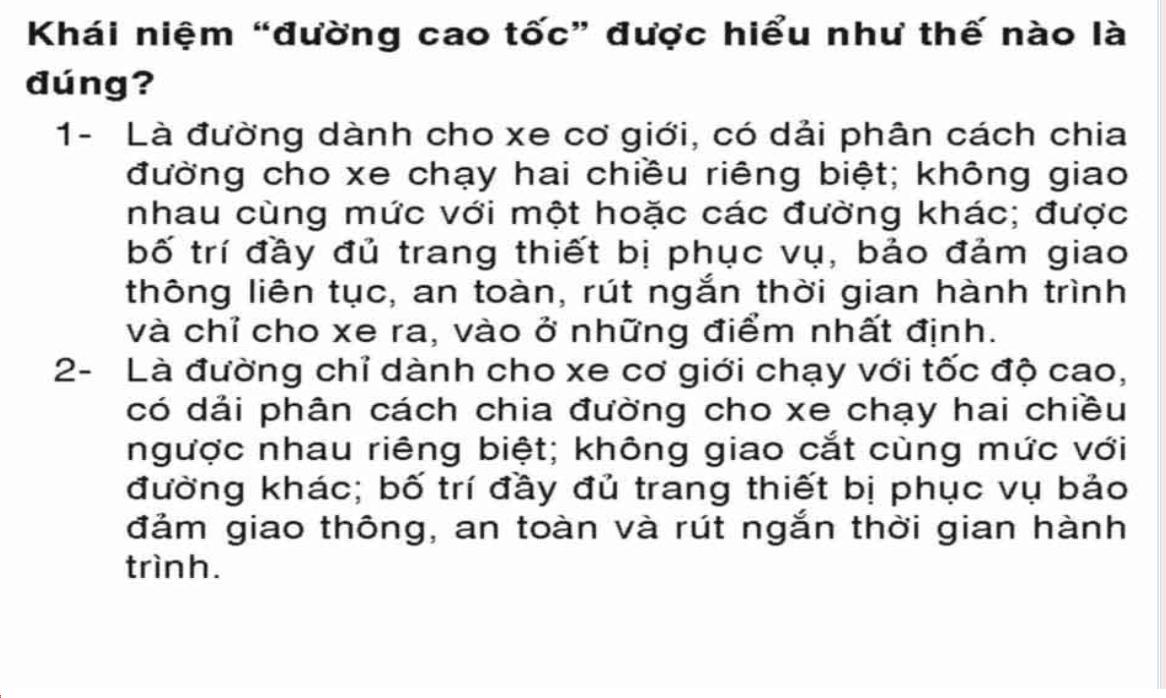 Khái niệm “đường cao tốc” được hiểu như thế nào là
đúng?
1- Là đường dành cho xe cơ giới, có dải phân cách chia
đường cho xe chạy hai chiều riêng biệt; không giao
nhau cùng mức với một hoặc các đường khác; được
bố trí đầy đủ trang thiết bị phục vụ, bảo đảm giao
thông liên tục, an toàn, rút ngắn thời gian hành trình
và chỉ cho xe ra, vào ở những điểm nhất định.
2- Là đường chỉ dành cho xe cơ giới chạy với tốc độ cao,
có dải phân cách chia đường cho xe chạy hai chiều
ngược nhau riêng biệt; không giao cắt cùng mức với
đường khác; bố trí đầy đủ trang thiết bị phục vụ bảo
đảm giao thông, an toàn và rút ngắn thời gian hành
trình.